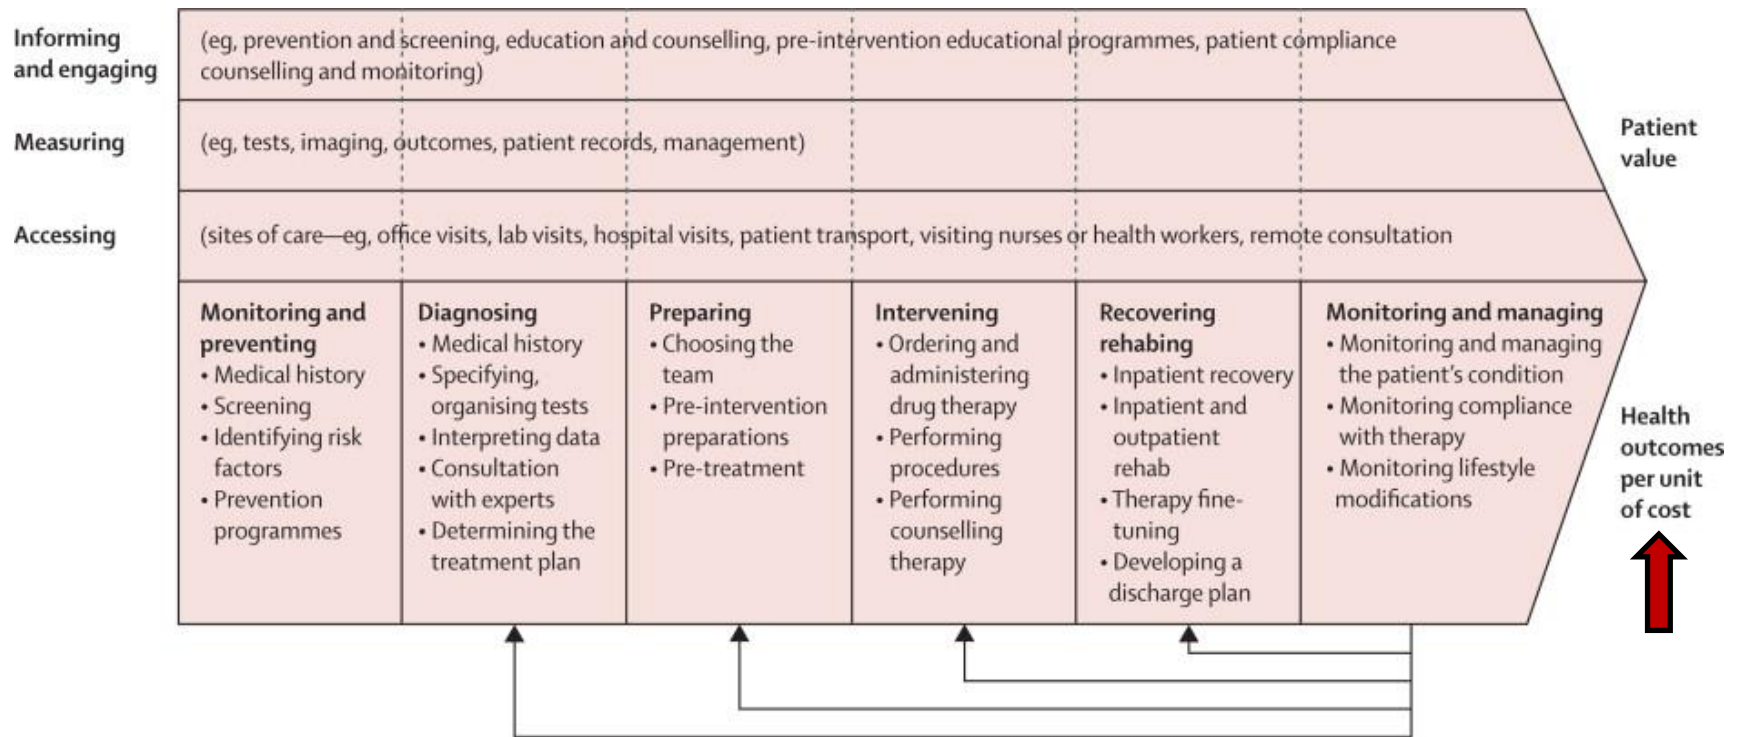 Informing
and engaging
(eg, prevention and screening, education and counselling, pre-intervention educational programmes, patient compliance
counselling and monitoring)
Measuring
(eg, tests, imaging, outcomes, patient records, management)
Accessing
(sites of care—eg, office visits, lab visits, hospital visits, patient transport, visiting nurses or health workers, remote consultation
Monitoring and
preventing
• Medical history
• Screening
• Identifying risk
factors
• Prevention
programmes
Diagnosing
• Medical history
• Specifying,
organising tests
• Interpreting data
• Consultation
with experts
• Determining the
treatment plan
Preparing
• Choosing the
team
• Pre-intervention
preparations
• Pre-treatment
Intervening
• Ordering and
administering
drug therapy
• Performing
procedures
• Performing
counselling
therapy
Recovering
rehabing
• Inpatient recovery
• Inpatient and
outpatient
rehab
• Therapy fine-
tuning
• Developing a
discharge plan
Monitoring and managing
• Monitoring and managing
the patient's condition
• Monitoring compliance
with therapy
• Monitoring lifestyle
modifications
Patient
value
Health
outcomes
per unit
of cost